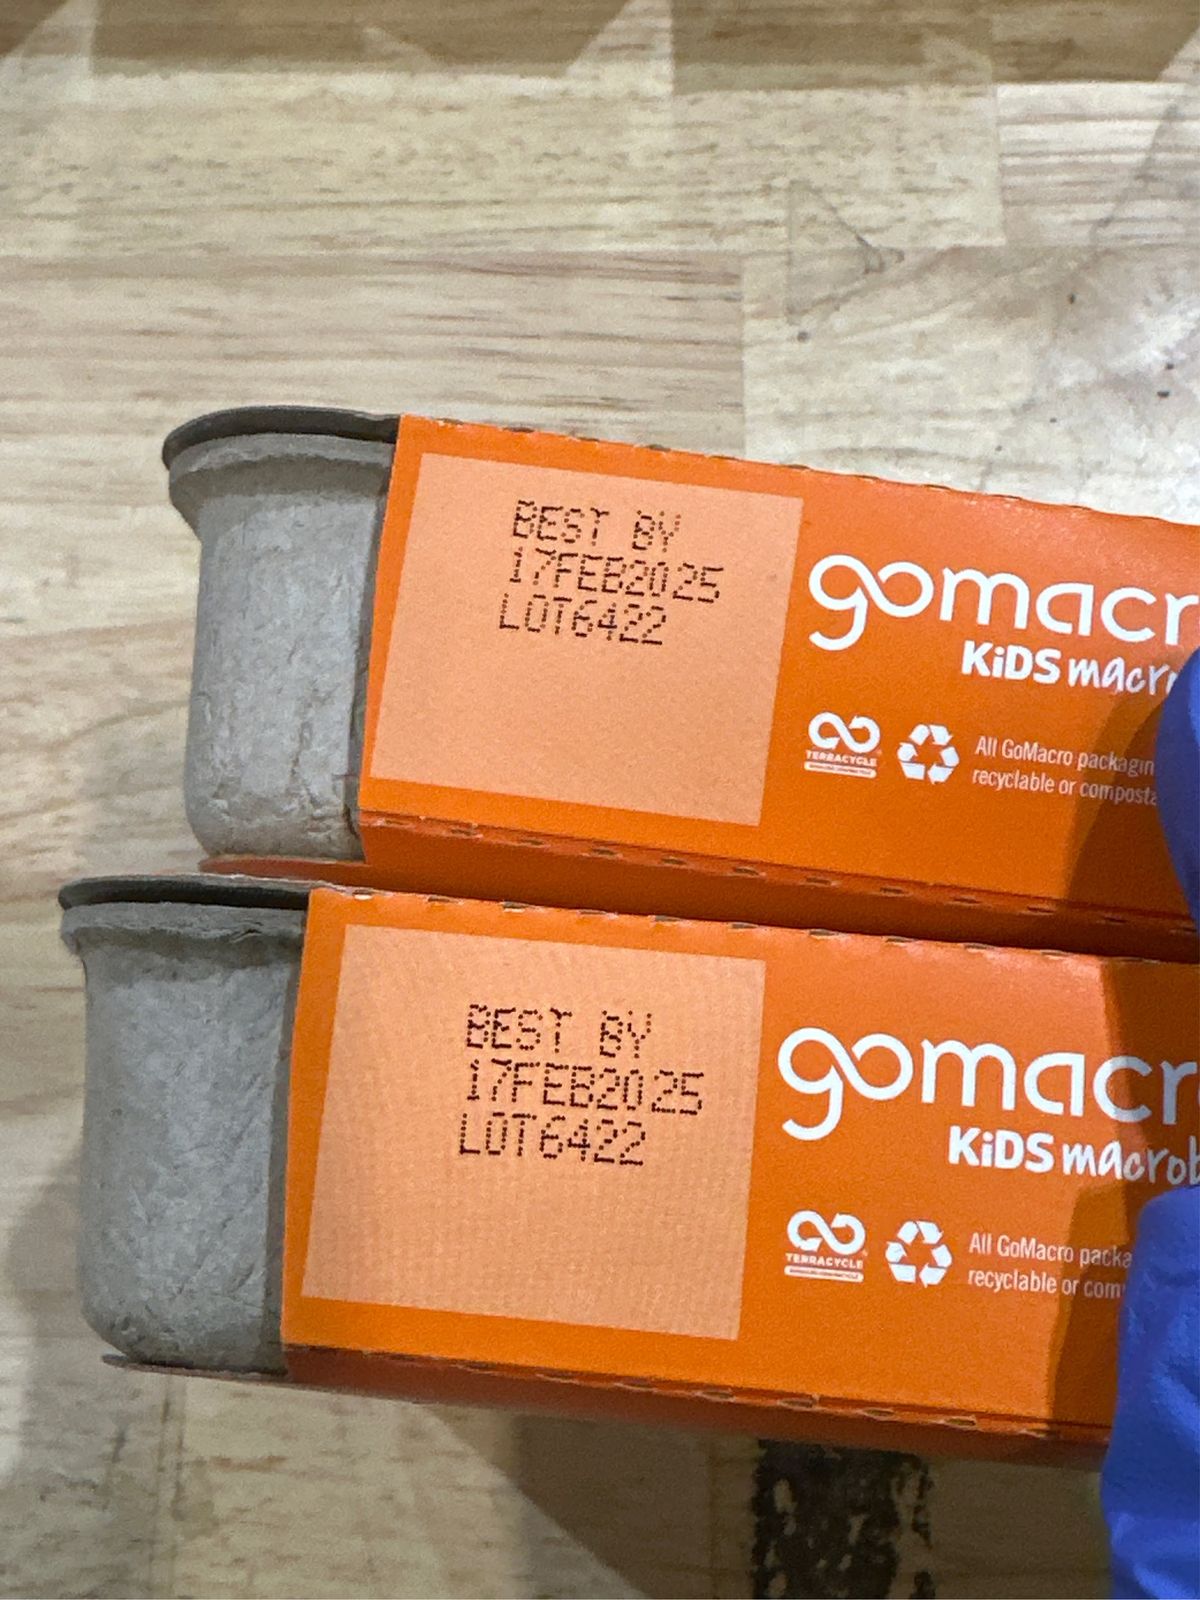 BEST BY
17FEB2025
LOT6422
gomacr
KiDS macro
TERRACYCLE
All GoMacro packagin
recyclable or composta
BEST BY
17FEB2025
LOT6422
gomacr
KiDS macrob
TERRACYCLE
All GoMacro packa
recyclable or com